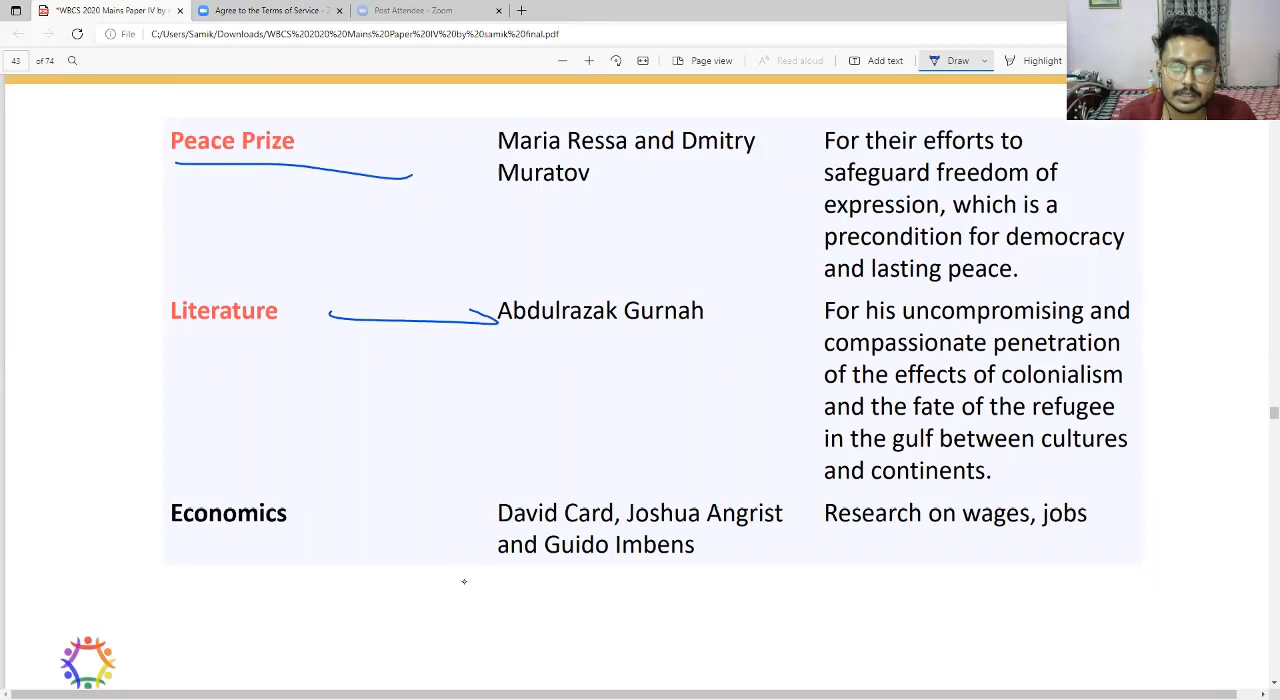 *WBCS 2020 Mains Paper IV by s
Agree to the Terms of Service - Z
Post Attendee - Zoom
File
C:/Users/Samik/Downloads/WBCS%202020%20Mains%20Paper%20IV%20by%20samik%20final.pdf
43 of 74
Page view
Read aloud
Add text
Draw
Highlight
Peace Prize
Maria Ressa and Dmitry
Muratov
For their efforts to
safeguard freedom of
expression, which is a
precondition for democracy
and lasting peace.
Literature
Abdulrazak Gurnah
For his uncompromising and
compassionate penetration
of the effects of colonialism
and the fate of the refugee
in the gulf between cultures
and continents.
Economics
David Card, Joshua Angrist
and Guido Imbens
Research on wages, jobs